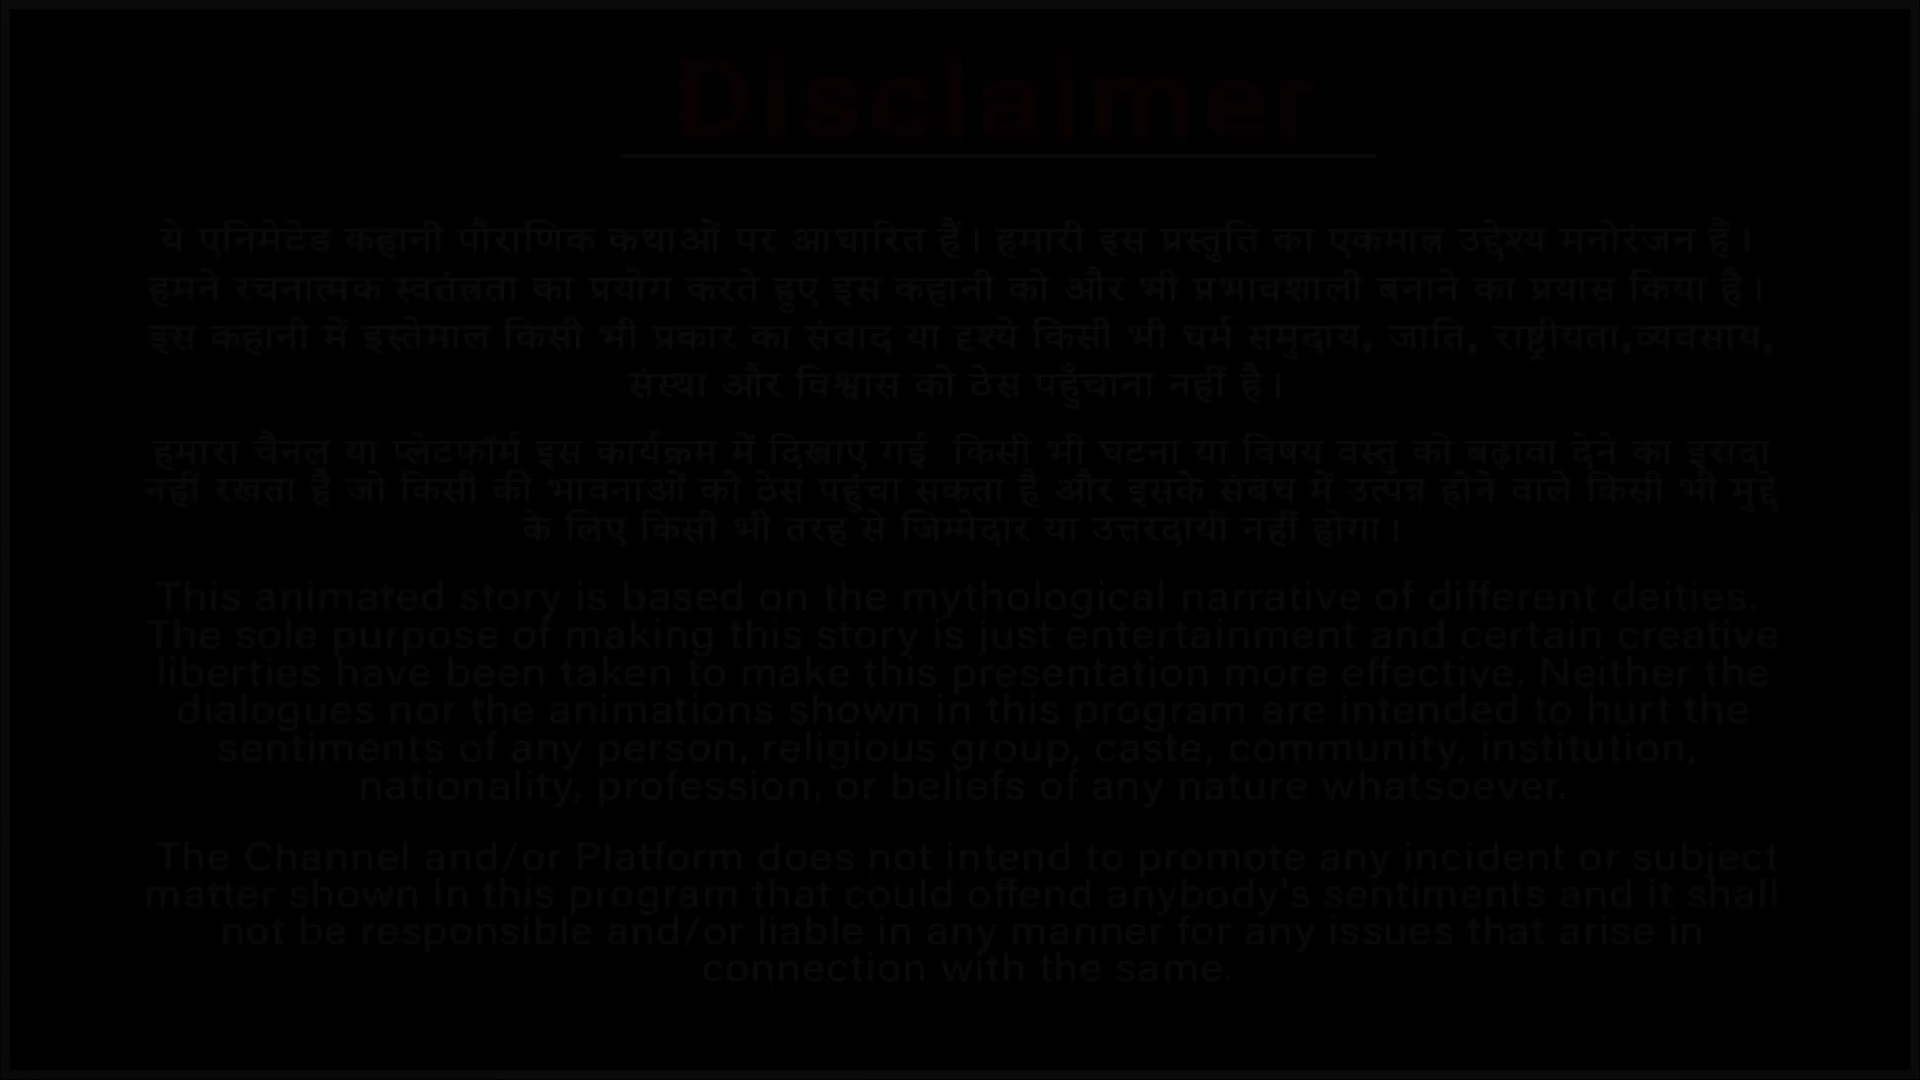 Disclaimer
ये एनिमेटेड कहानी पौराणिक कथाओं पर आधारित हैं। हमारी इस प्रस्तुति का एकमाल उद्देश्य मनोरंजन हैं।
हमने रचनात्मक स्वतंलता का प्रयोग करते हुए इस कहानी को और भी प्रभावशाली बनाने का प्रयास किया है।
इस कहानी में इस्तेमाल किसी भी प्रकार का संवाद या दृश्ये किसी भी धर्म समुदाय, जाति, राष्ट्रीयता,व्यवसाय,
संस्था और विश्वास को ठेस पहुँचाना नहीं है।
हमारा चैनल या प्लेटफॉर्म इस कार्यक्रम में दिखाए गई किसी भी घटना या विषय वस्तु को बढ़ावा देने का इरादा
नहीं रखता है जो किसी की भावनाओं को ठेस पहुंचा सकता है और इसके संबध में उत्पन्न होने वाले किसी भी मुद्दे
के लिए किसी भी तरह से जिम्मेदार या उत्तरदायी नहीं होगा।
This animated story is based on the mythological narrative of different deities.
The sole purpose of making this story is just entertainment and certain creative
liberties have been taken to make this presentation more effective. Neither the
dialogues nor the animations shown in this program are intended to hurt the
sentiments of any person, religious group, caste, community, institution,
nationality, profession, or beliefs of any nature whatsoever.
The Channel and/or Platform does not intend to promote any incident or subject
matter shown in this program that could offend anybody's sentiments and it shall
not be responsible and/or liable in any manner for any issues that arise in
connection with the same.